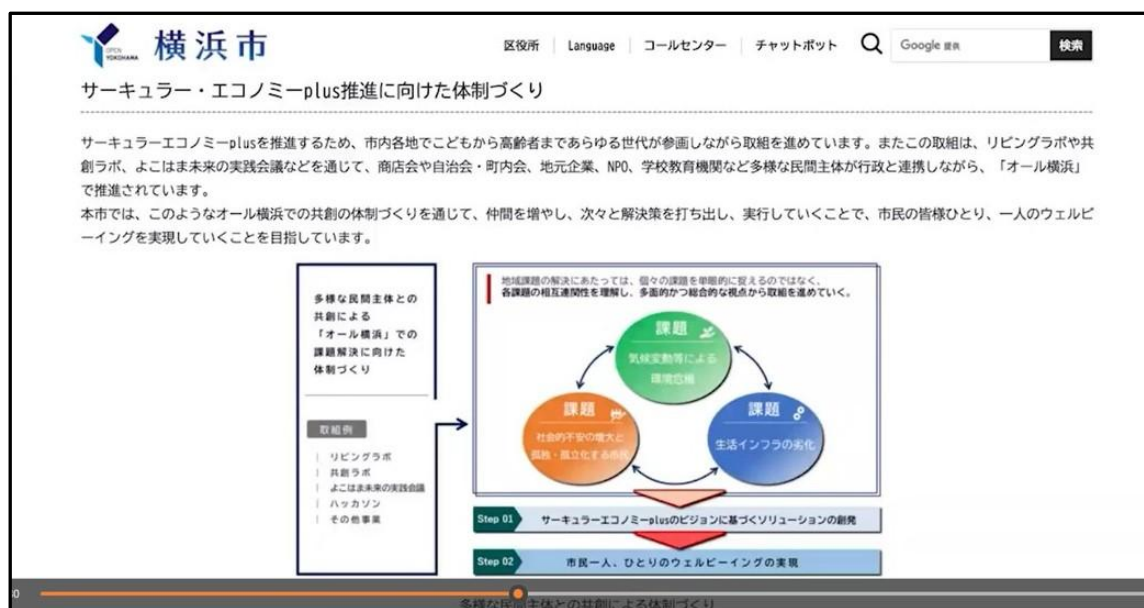 OPEN
YOKOHAMA
横浜市
区役所
Language
コールセンター
チャットボット
Google 提供
検索
サーキュラー・エコノミーplus推進に向けた体制づくり
サーキュラーエコノミーplusを推進するため、市内各地でこどもから高齢者まであらゆる世代が参画しながら取組を進めています。またこの取組は、リビングラボや共
創ラボ、よこはま未来の実践会議などを通じて、商店会や自治会・町内会、地元企業、NPO、学校教育機関など多様な民間主体が行政と連携しながら、「オール横浜」
で推進されています。
本市では、このようなオール横浜での共創の体制づくりを通じて、仲間を増やし、次々と解決策を打ち出し、実行していくことで、市民の皆様ひとり、一人のウェルビ
ーイングを実現していくことを目指しています。
多様な民間主体との
共創による
「オール横浜」での
課題解決に向けた
体制づくり
取組例
リビングラボ
共創ラボ
よこはま未来の実践会議
ハッカソン
その他事業
地域課題の解決にあたっては、個々の課題を単眼的に捉えるのではなく、
各課題の相互連関性を理解し、多面的かつ総合的な視点から取組を進めていく。
課題
気候変動等による
環境危機
課題
社会的不安の増大と
孤独・孤立化する市民
課題
生活インフラの劣化
Step 01
サーキュラーエコノミーplusのビジョンに基づくソリューションの創発
Step 02
市民一人、ひとりのウェルビーイングの実現
多様な民間主体との共創による体制づくり